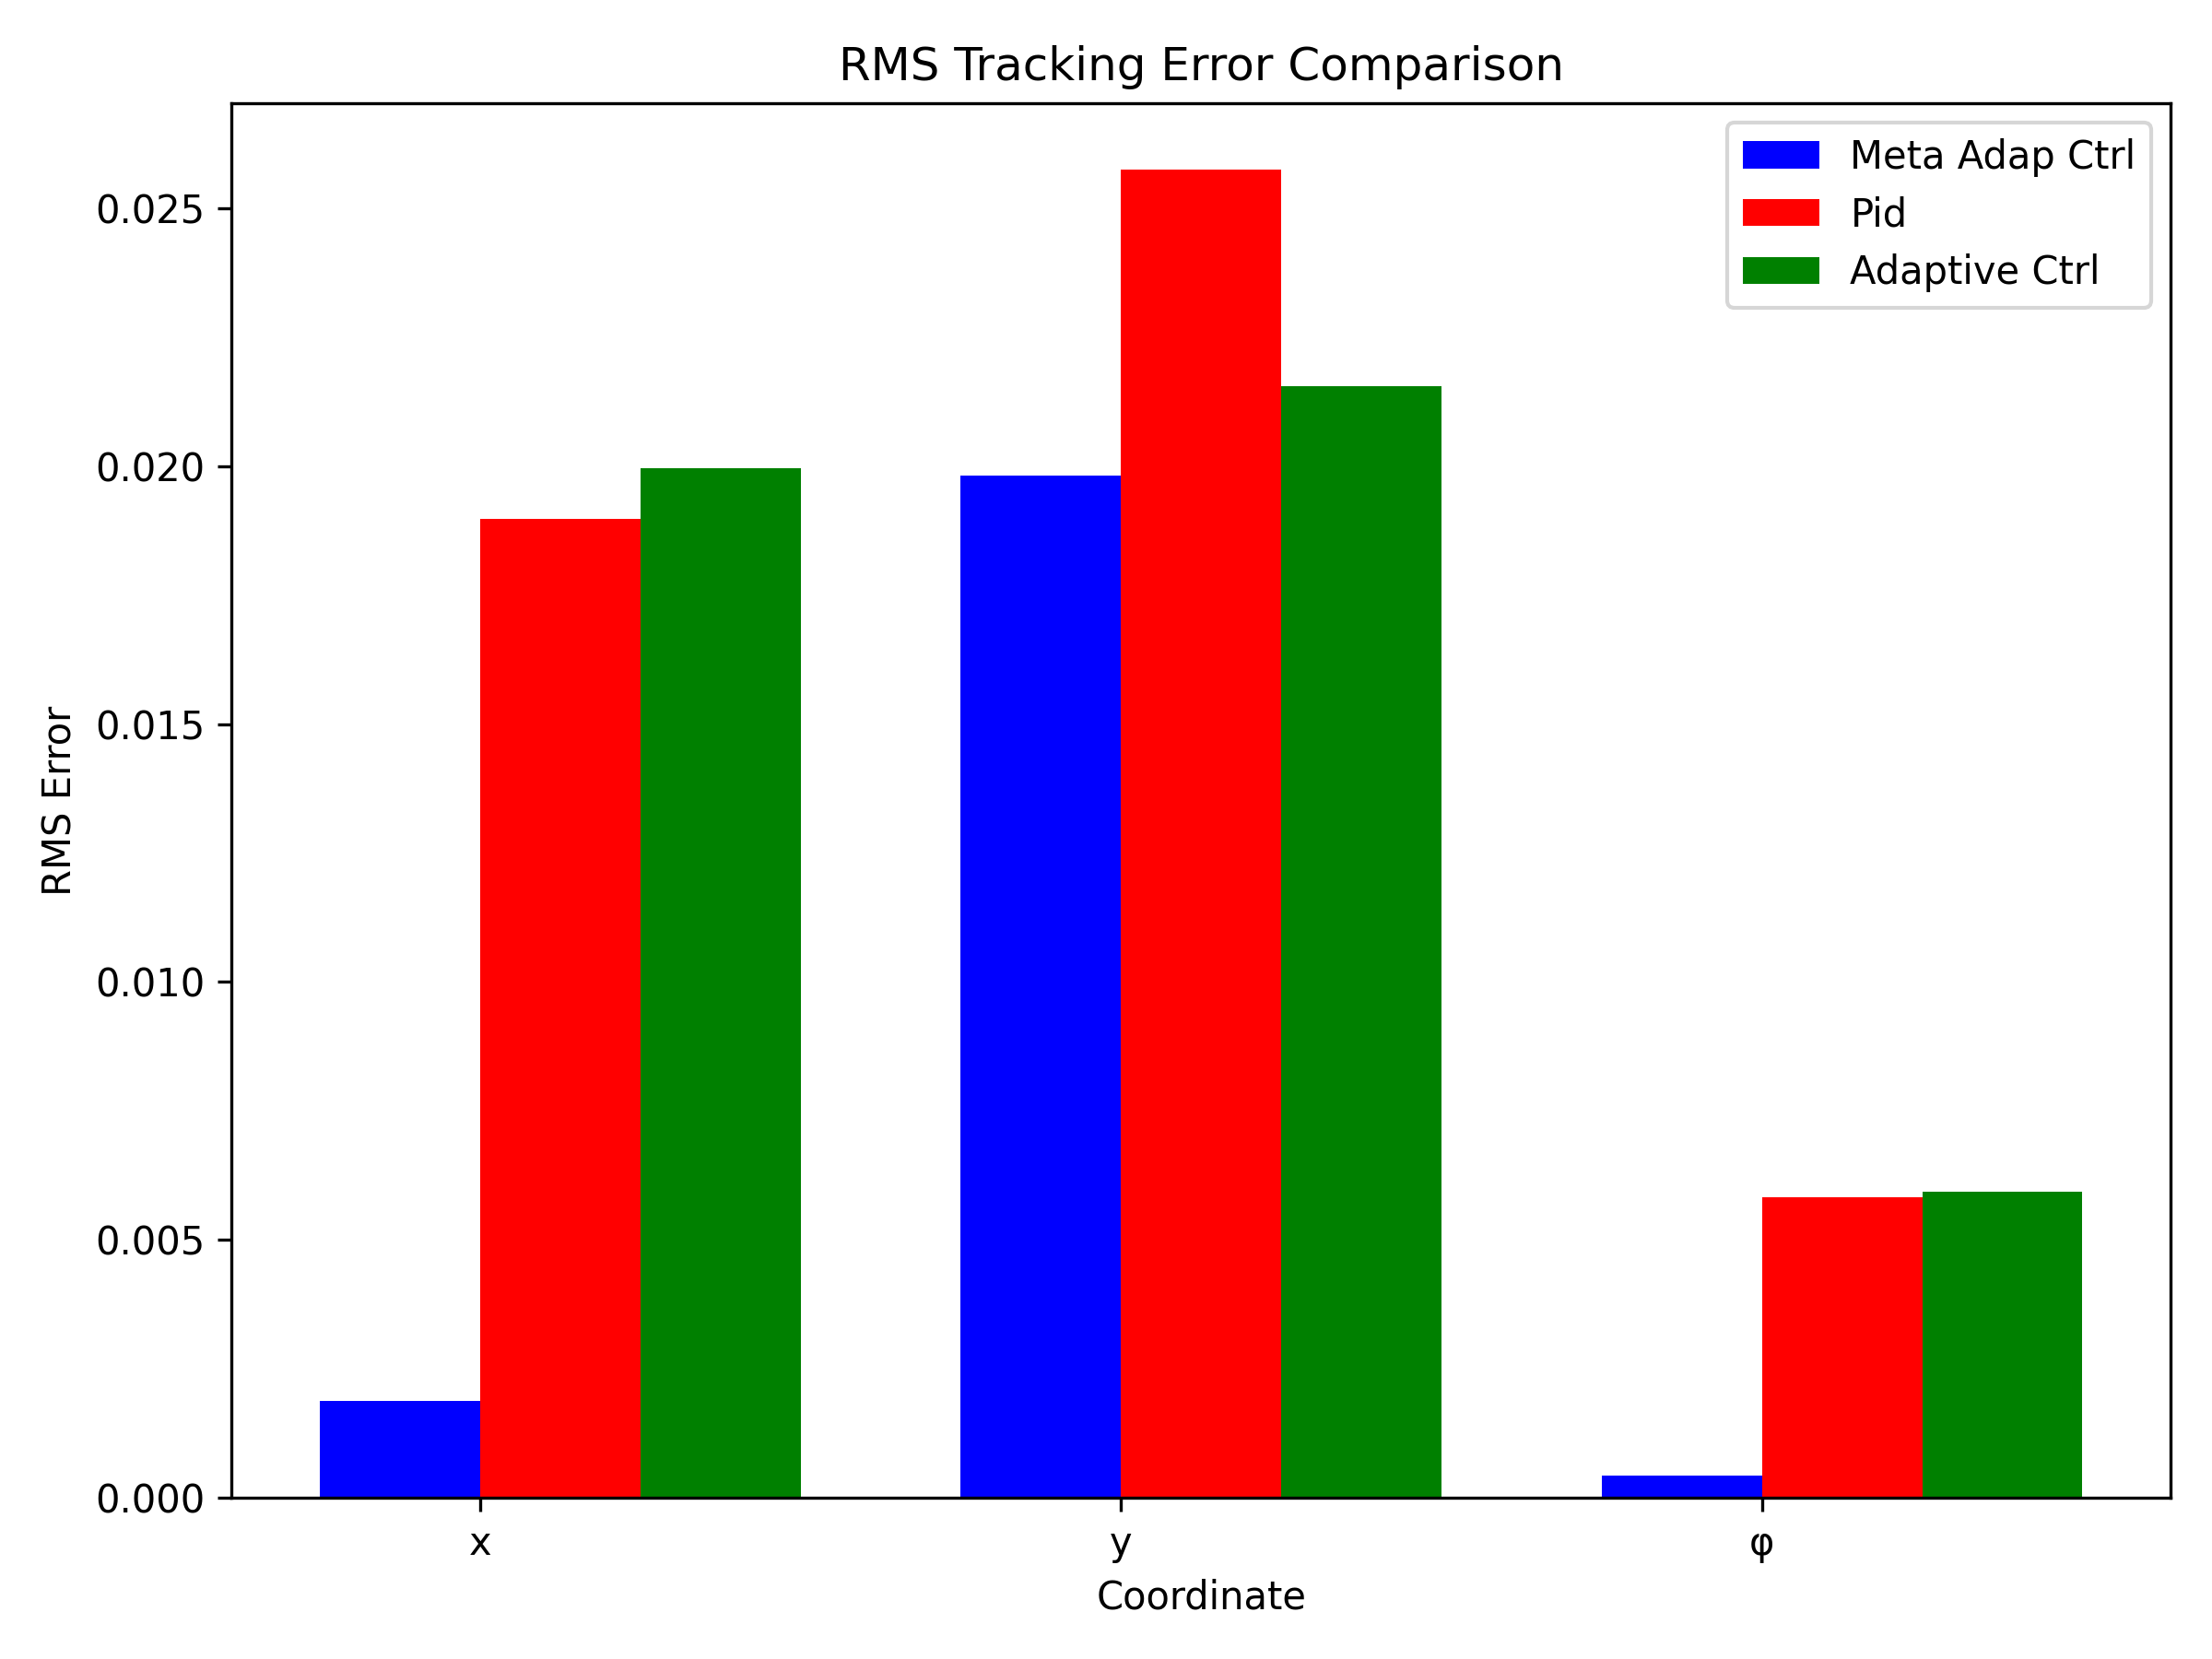 RMS Tracking Error Comparison
Meta Adap Ctrl
Pid
Adaptive Ctrl
RMS Error
0.025
0.020
0.015
0.010
0.005
0.000
x
y
φ
Coordinate